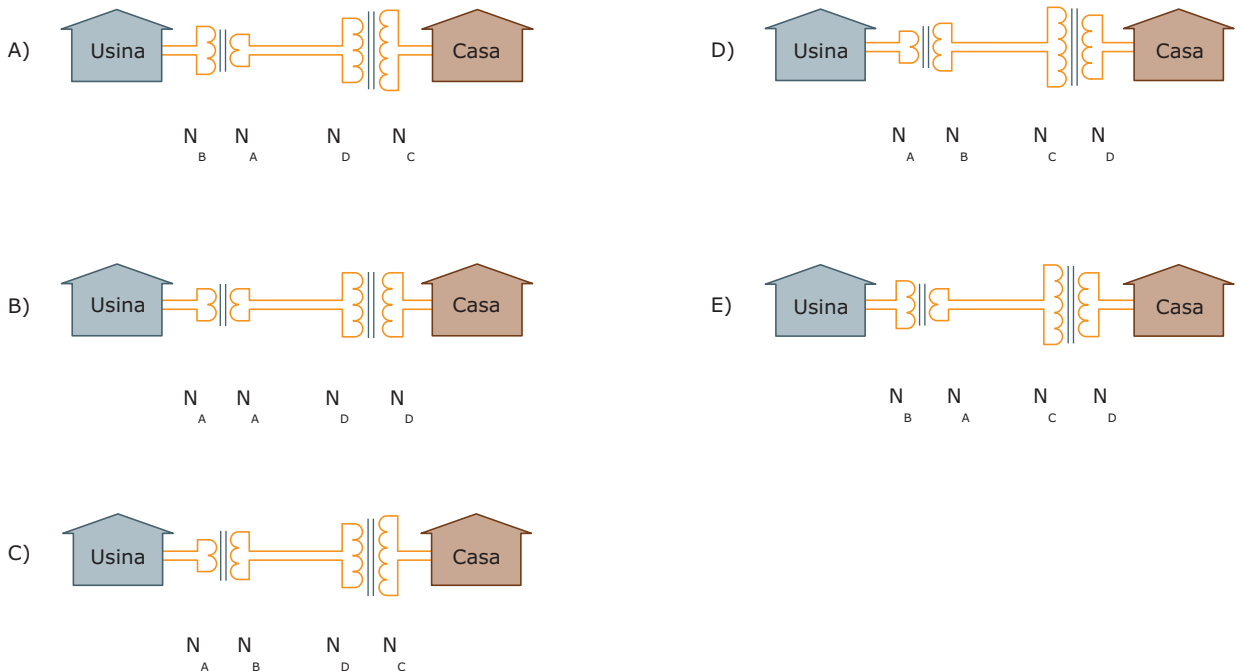 A)
Usina
Casa
N B N A N D N C
B)
Usina
Casa
N A N A N D N D
C)
Usina
Casa
N A N B N D N C
D)
Usina
Casa
N A N B N C N D
E)
Usina
Casa
N B N A N C N D